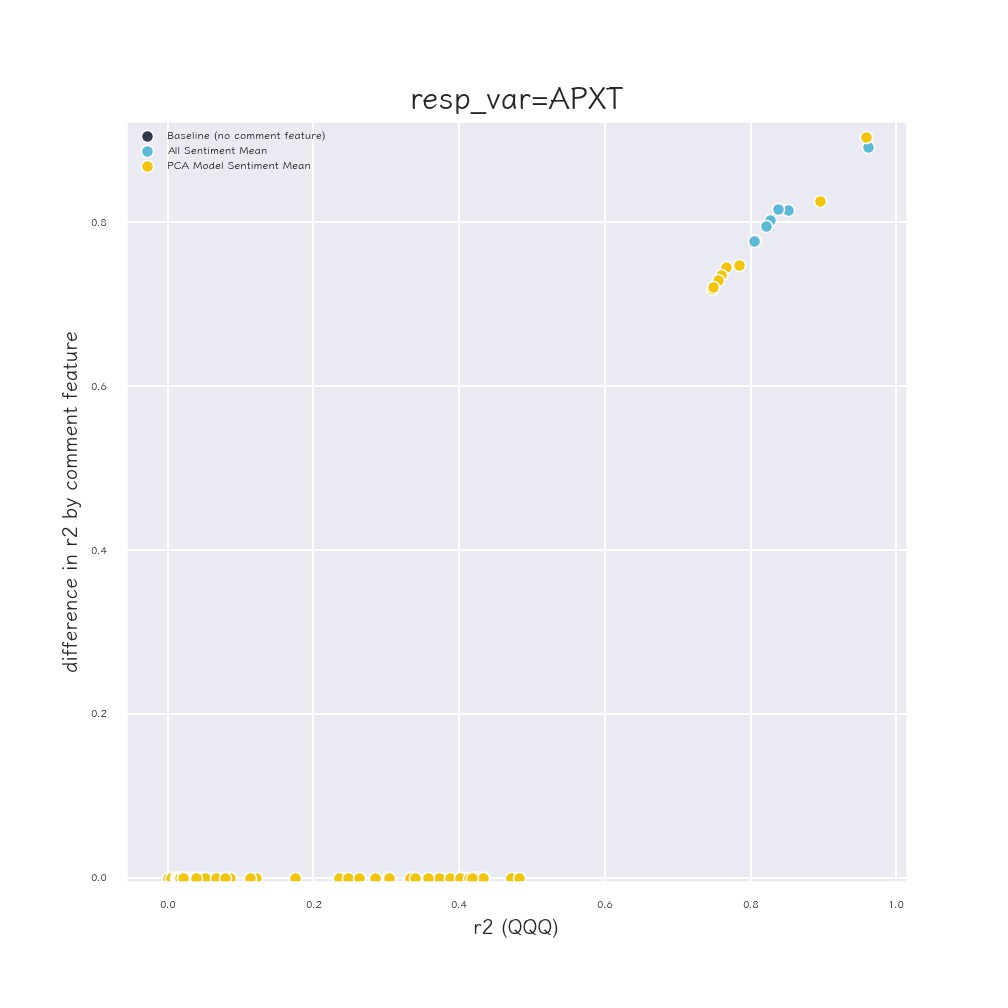 resp_var=APXT
Baseline (no comment feature)
All Sentiment Mean
PCA Model Sentiment Mean
difference in r2 by comment feature
0.8
0.6
0.4
0.2
0.0
0.0 0.2 0.4 0.6 0.8 1.0
r2 (QQQ)